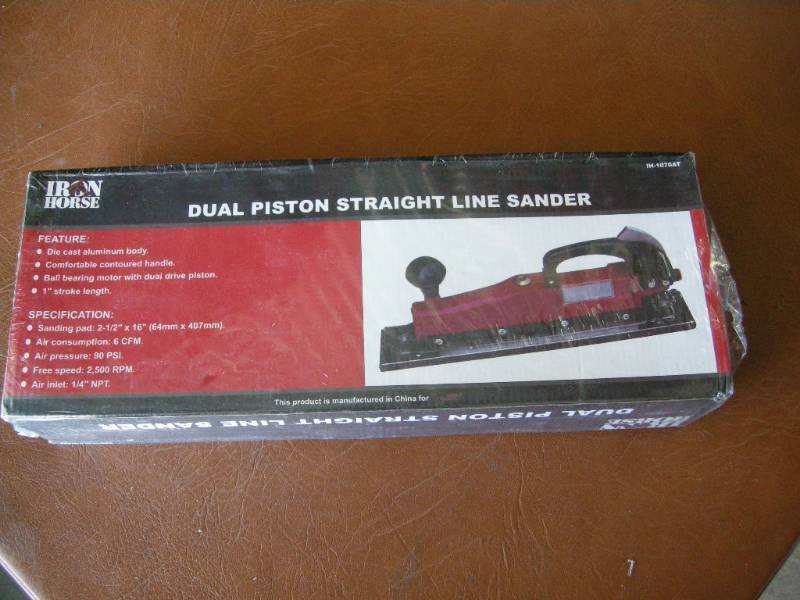 IH-1070AT
IRON
HORSE
DUAL PISTON STRAIGHT LINE SANDER
FEATURE:
● Die cast aluminum body.
● Comfortable contoured handle.
● Ball bearing motor with dual drive piston.
● 1" stroke length.
SPECIFICATION:
● Sanding pad: 2-1/2" x 16" (64mm x 407mm).
● Air consumption: 6 CFM.
● Air pressure: 90 PSI.
● Free speed: 2,500 RPM.
● Air inlet: 1/4" NPT.
This product is manufactured in China for
DUAL PISTON STRAIGHT LINE SANDER
IRON
HORSE